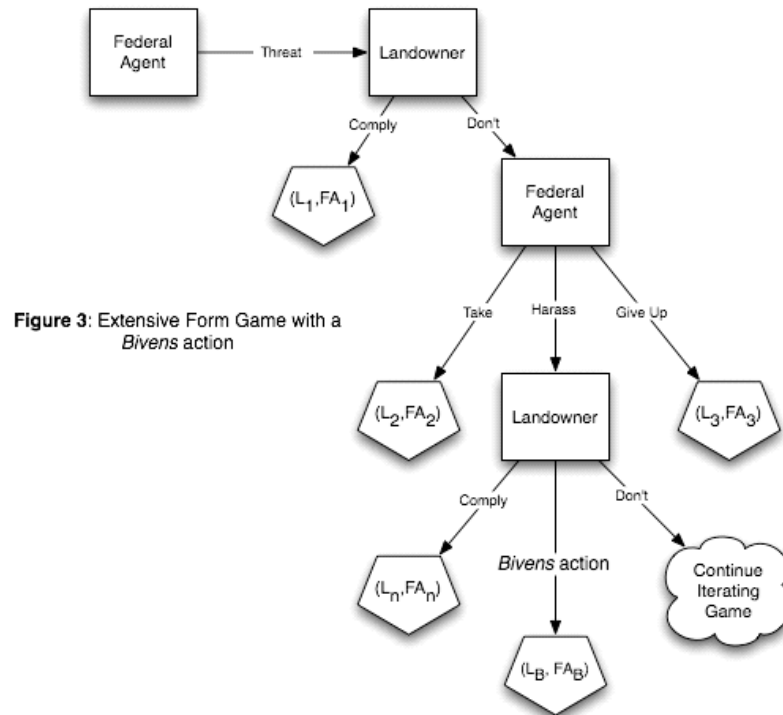 Federal
Agent
Threat
Landowner
Comply
Don't
(L1,FA1)
Federal
Agent
Figure 3: Extensive Form Game with a
Bivens action
Take
Harass
Give Up
(L2,FA2)
Landowner
(L3,FA3)
Comply
Don't
Bivens action
(Ln,FAn)
Continue
Iterating
Game
(LB, FAB)